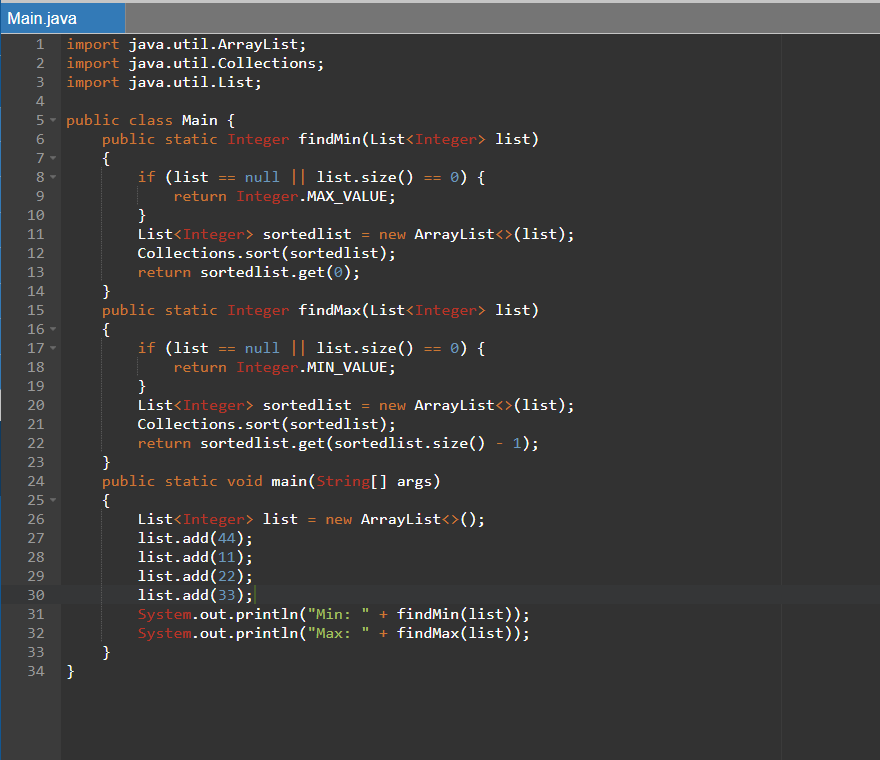 Main.java
1 import java.util.ArrayList;
2 import java.util.Collections;
3 import java.util.List;
4
5 public class Main {
6     public static Integer findMin(List<Integer> list)
7     {
8         if (list == null || list.size() == 0) {
9             return Integer.MAX_VALUE;
10         }
11         List<Integer> sortedlist = new ArrayList<>(list);
12         Collections.sort(sortedlist);
13         return sortedlist.get(0);
14     }
15     public static Integer findMax(List<Integer> list)
16     {
17         if (list == null || list.size() == 0) {
18             return Integer.MIN_VALUE;
19         }
20         List<Integer> sortedlist = new ArrayList<>(list);
21         Collections.sort(sortedlist);
22         return sortedlist.get(sortedlist.size() - 1);
23     }
24     public static void main(String[] args)
25     {
26         List<Integer> list = new ArrayList<>();
27         list.add(44);
28         list.add(11);
29         list.add(22);
30         list.add(33);
31         System.out.println("Min: " + findMin(list));
32         System.out.println("Max: " + findMax(list));
33     }
34 }